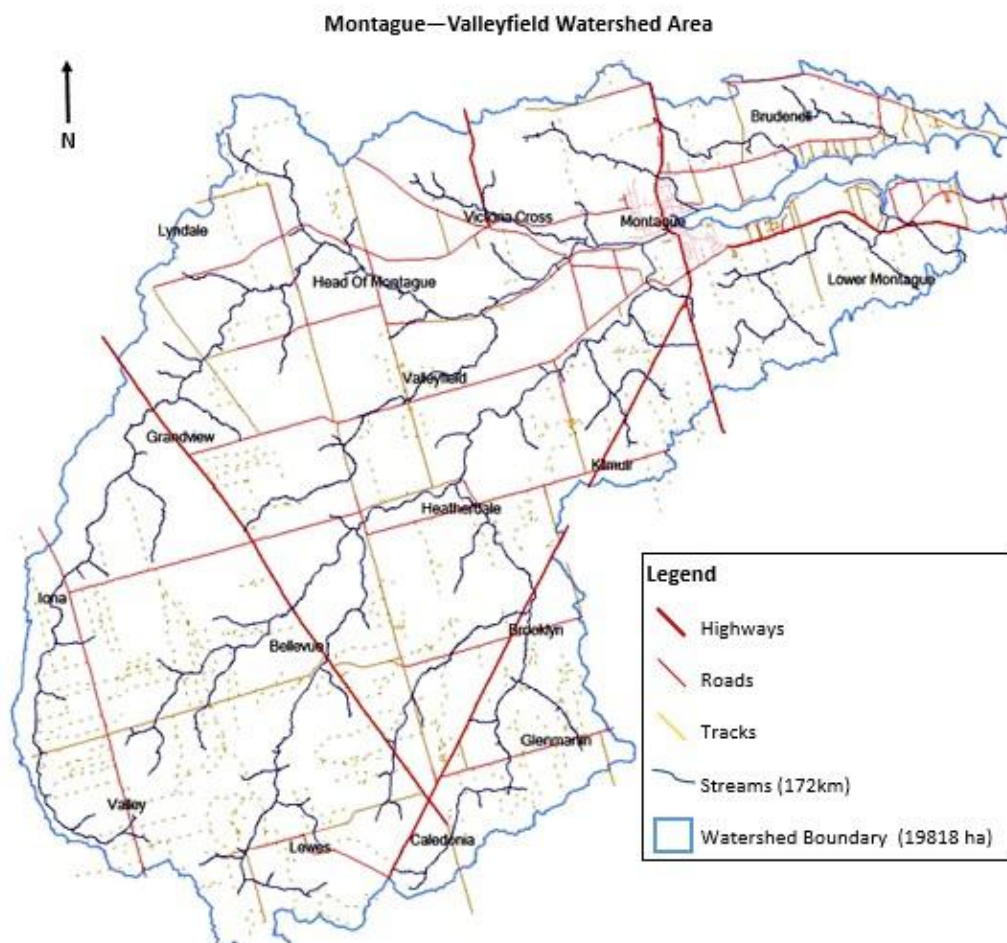 Montague—Valleyfield Watershed Area
N
Brudenell
Lyndale
Victoria Cross
Montague
Head Of Montague
Lower Montague
Valleyfield
Grandview
Kilmuir
Heatherdale
Iona
Brooklyn
Bellevue
Glenmartin
Valley
Lewes
Caledonia
Legend
Highways
Roads
Tracks
Streams (172km)
Watershed Boundary (19818 ha)